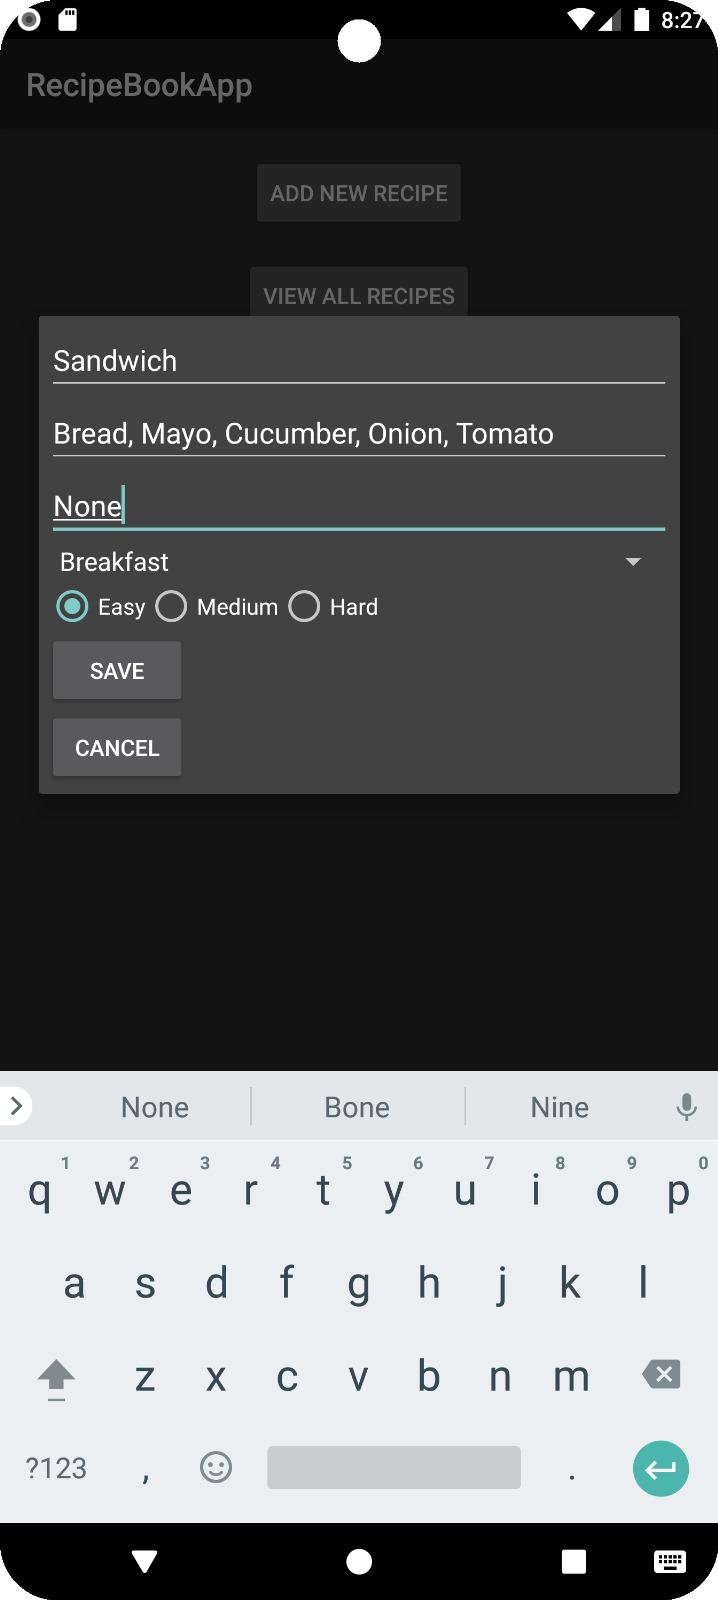 8:27
RecipeBookApp
ADD NEW RECIPE
VIEW ALL RECIPES
Sandwich
Bread, Mayo, Cucumber, Onion, Tomato
None
Breakfast
Easy Medium Hard
SAVE
CANCEL
None Bone Nine
1 2 3 4 5 6 7 8 9 0
q w e r t y u i o p
a s d f g h j k l
z x c v b n m
?123 , .